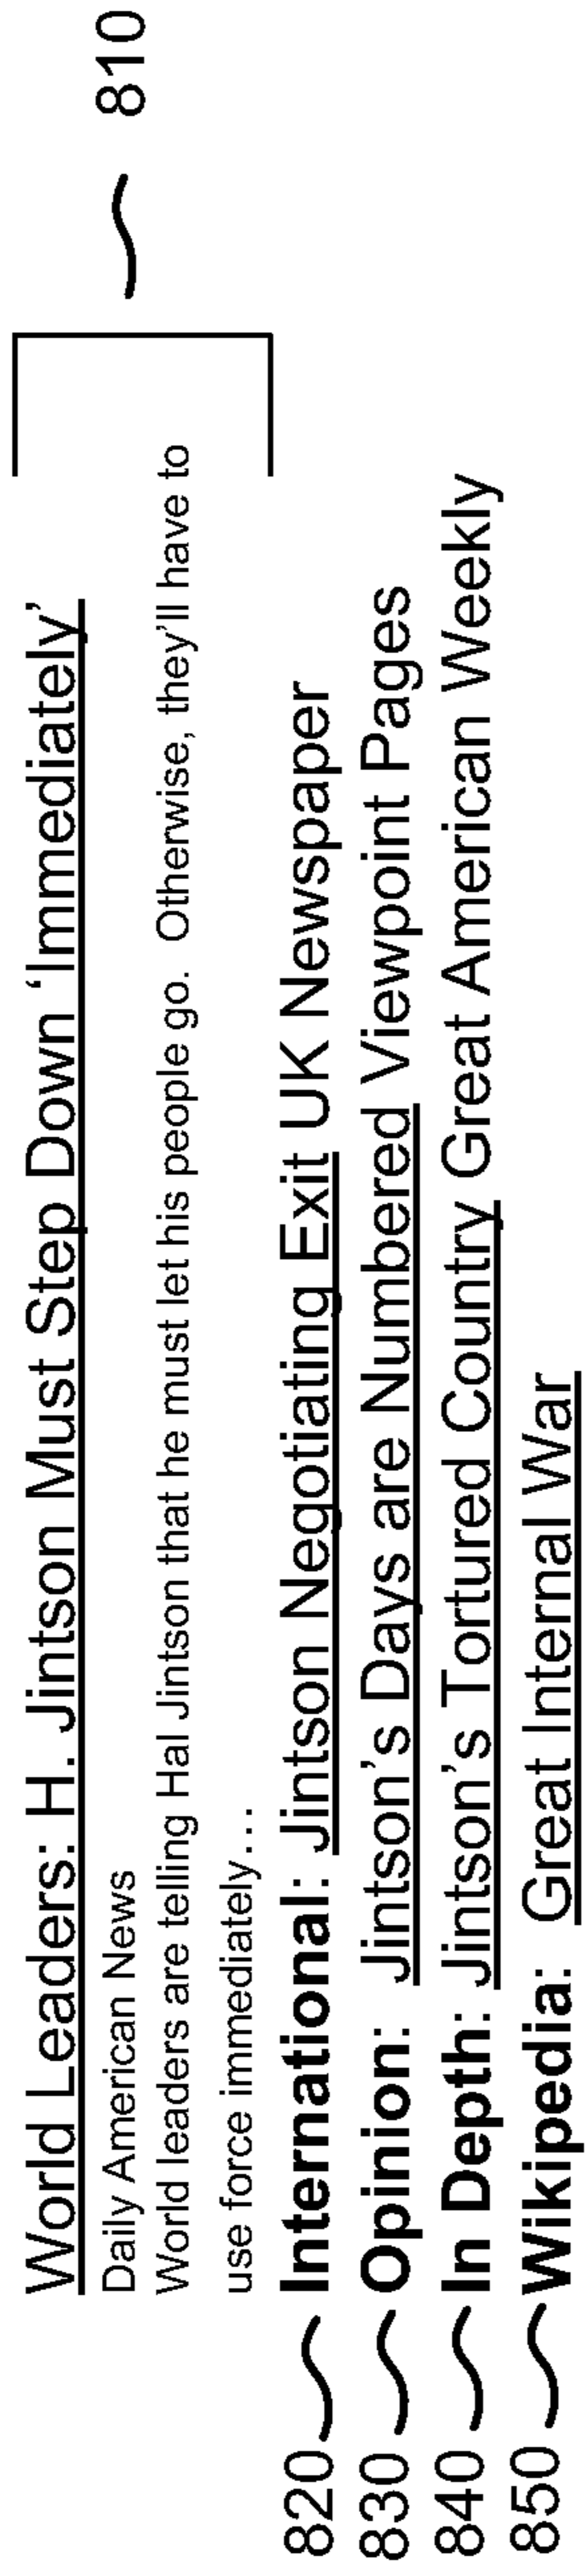 World Leaders: H. Jintson Must Step Down ‘Immediately’
Daily American News
World leaders are telling Hal Jintson that he must let his people go. Otherwise, they’ll have to
use force immediately…
810
820 International: Jintson Negotiating Exit UK Newspaper
830 Opinion: Jintson’s Days are Numbered Viewpoint Pages
840 In Depth: Jintson’s Tortured Country Great American Weekly
850 Wikipedia: Great Internal War